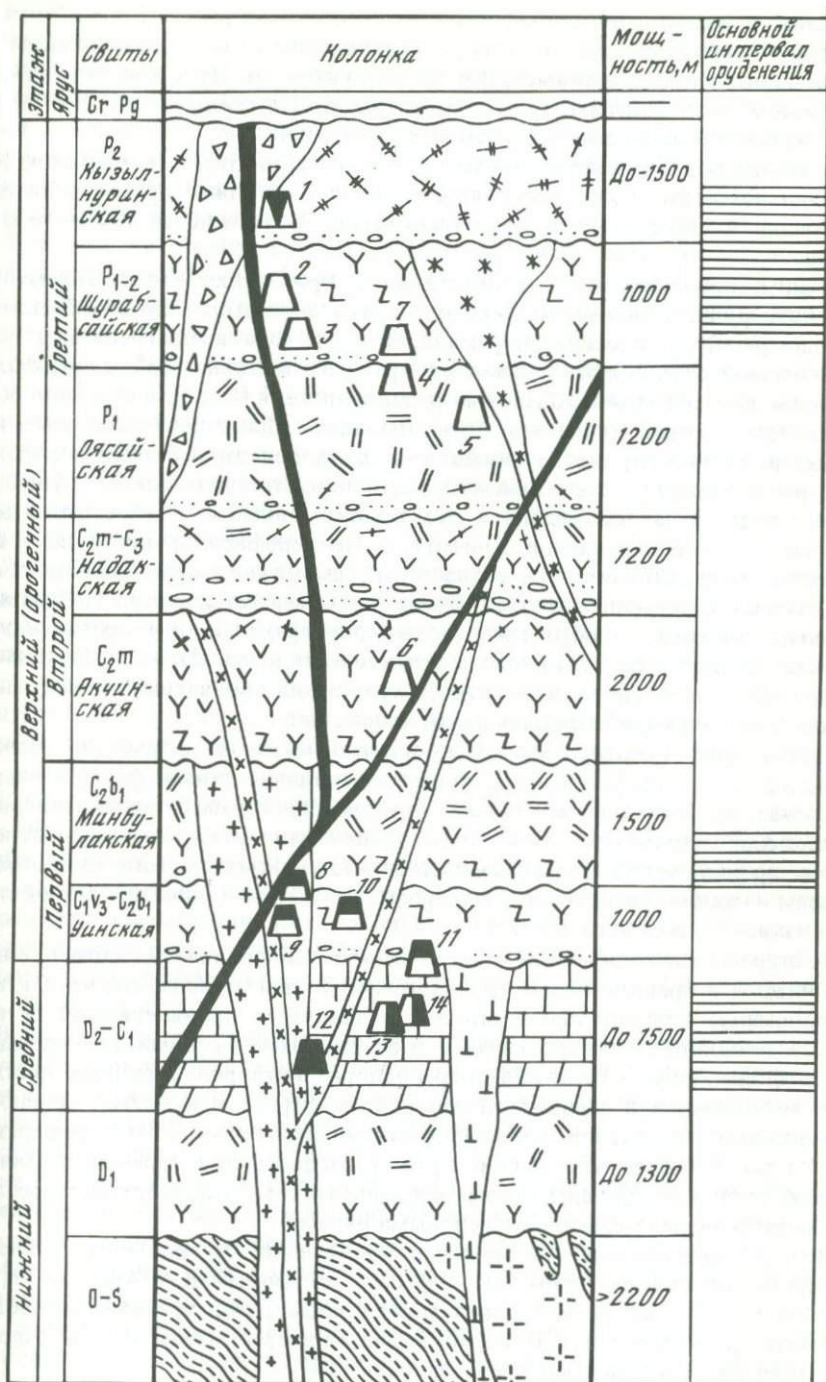 Этаж
Ярус
Свиты
Колонка
Мощ-
ность,м
Основной
интервал
оруденения
Cr Pg
P₂
Кызыл-
нурин-
ская
До-1500
1
P₁₋₂
Шураб-
сайская
1000
2
3
7
Третий
P₁
Оясай-
ская
1200
4
5
C₂m-C₃
Надак-
ская
1200
Верхний (орогенный)
Второй
C₂m
Акчин-
ская
2000
6
C₂b₁
Минбу-
лакская
1500
Первый
8
C₁v₃-C₂b₁
Уинская
1000
9
10
11
Средний
D₂-C₁
До 1500
12
13
14
D₁
До 1300
Нижний
O-S
>2200